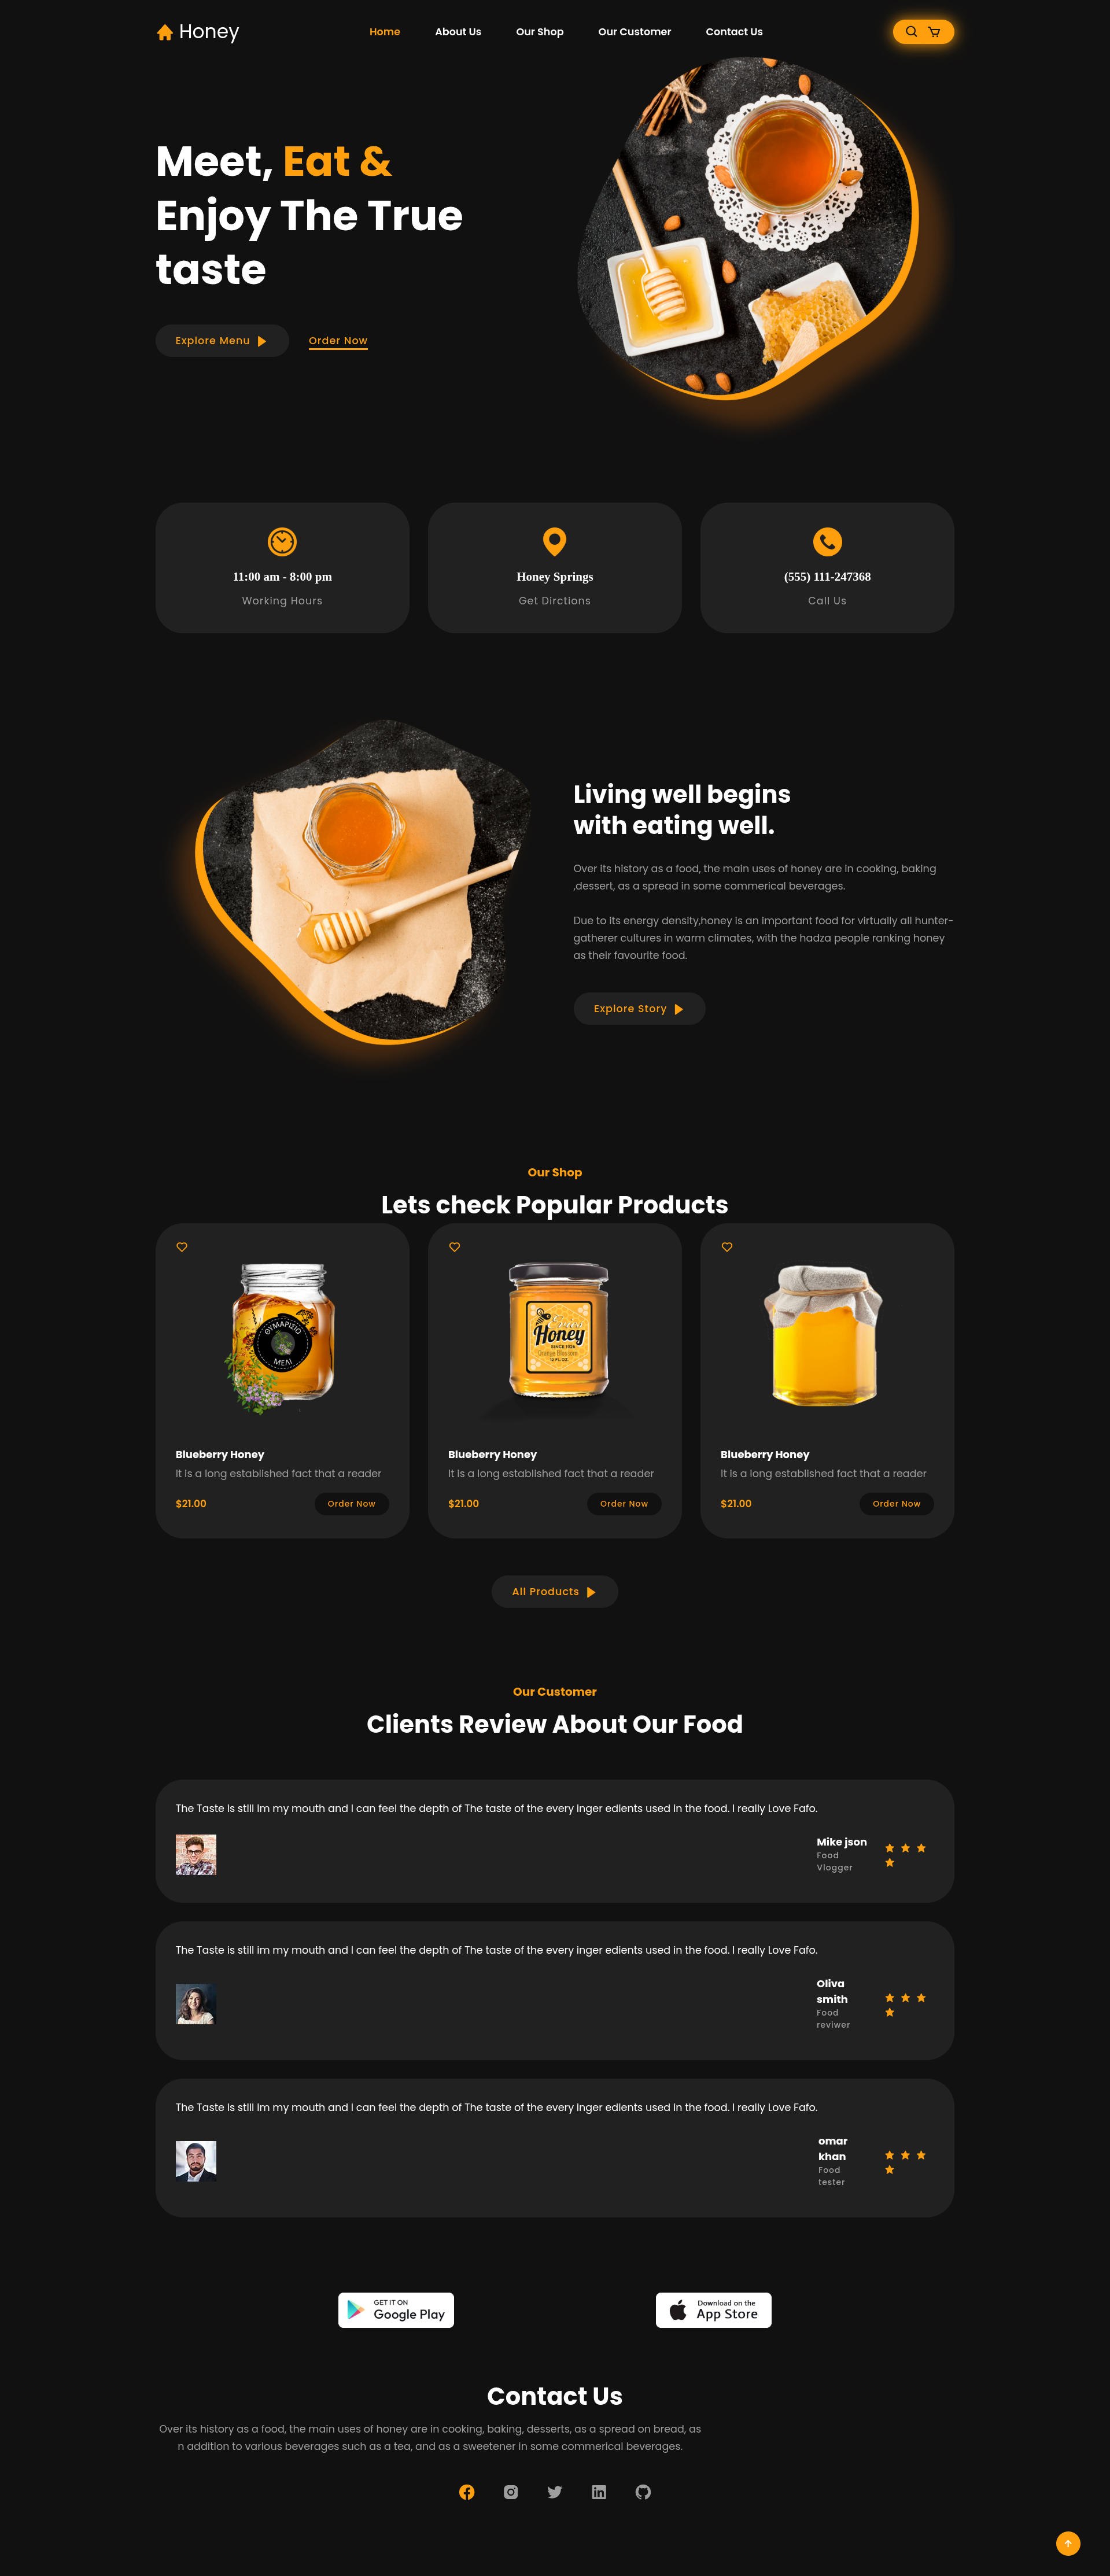 Honey
Home
About Us
Our Shop
Our Customer
Contact Us
Meet, Eat &
Enjoy The True
taste
Explore Menu
Order Now
11:00 am - 8:00 pm
Working Hours
Honey Springs
Get Dirctions
(555) 111-247368
Call Us
Living well begins
with eating well.
Over its history as a food, the main uses of honey are in cooking, baking
,dessert, as a spread in some commerical beverages.
Due to its energy density,honey is an important food for virtually all hunter-
gatherer cultures in warm climates, with the hadza people ranking honey
as their favourite food.
Explore Story
Our Shop
Lets check Popular Products
ΘΥΜΑΡΙΣΙΟ
ΜΕΛΙ
Honey
SINCE 1926
Orange Blossom
12 FL OZ
Blueberry Honey
It is a long established fact that a reader
$21.00
Order Now
Blueberry Honey
It is a long established fact that a reader
$21.00
Order Now
Blueberry Honey
It is a long established fact that a reader
$21.00
Order Now
All Products
Our Customer
Clients Review About Our Food
The Taste is still im my mouth and I can feel the depth of The taste of the every inger edients used in the food. I really Love Fafo.
Mike json
Food
Vlogger
The Taste is still im my mouth and I can feel the depth of The taste of the every inger edients used in the food. I really Love Fafo.
Oliva
smith
Food
reviwer
The Taste is still im my mouth and I can feel the depth of The taste of the every inger edients used in the food. I really Love Fafo.
omar
khan
Food
tester
GET IT ON
Google Play
Download on the
App Store
Contact Us
Over its history as a food, the main uses of honey are in cooking, baking, desserts, as a spread on bread, as
n addition to various beverages such as a tea, and as a sweetener in some commerical beverages.